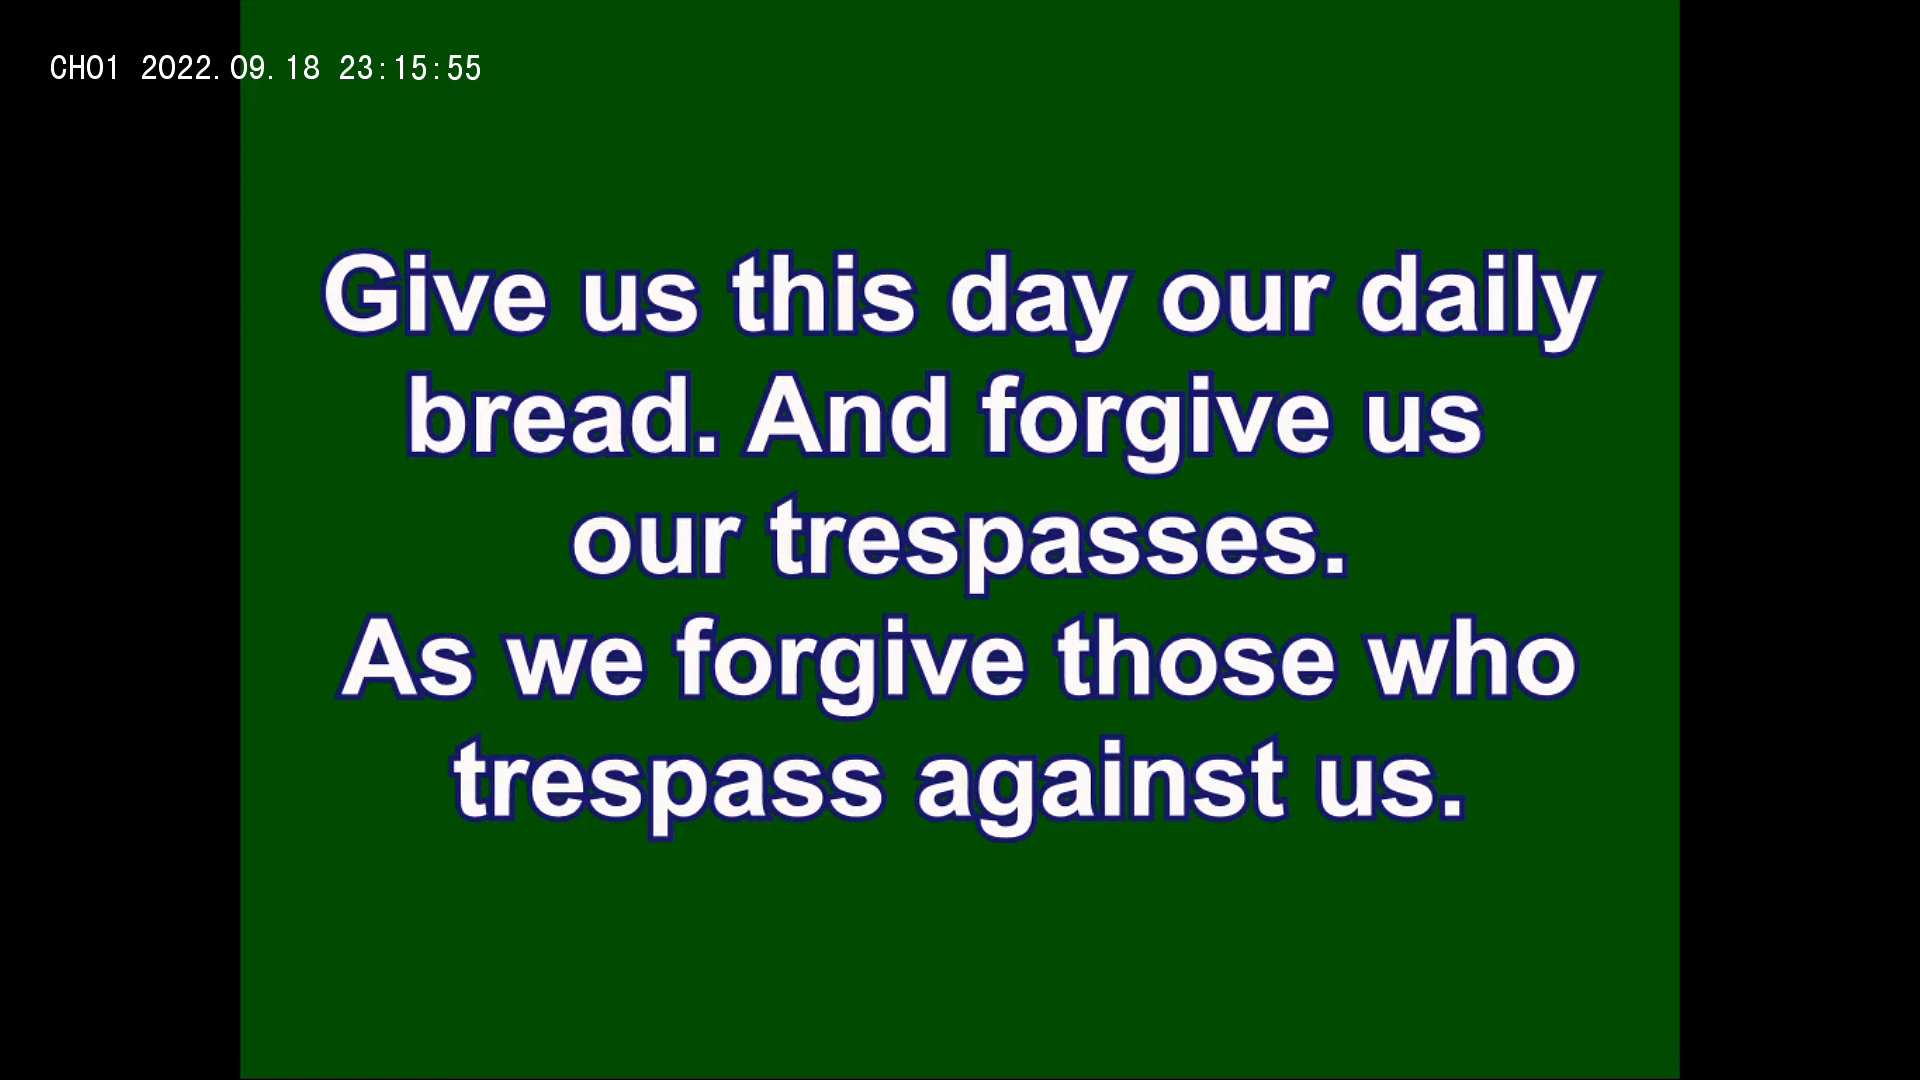 CH01 2022.09.18 23:15:55
Give us this day our daily
bread. And forgive us
our trespasses.
As we forgive those who
trespass against us.